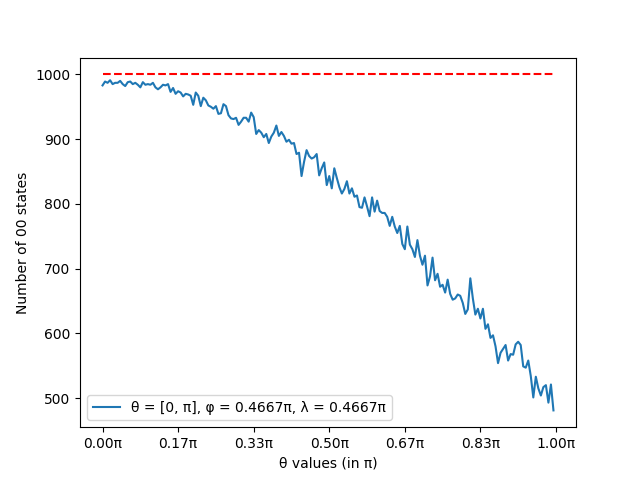 Number of 00 states
1000
900
800
700
600
500
θ = [0, π], φ = 0.4667π, λ = 0.4667π
0.00π 0.17π 0.33π 0.50π 0.67π 0.83π 1.00π
θ values (in π)